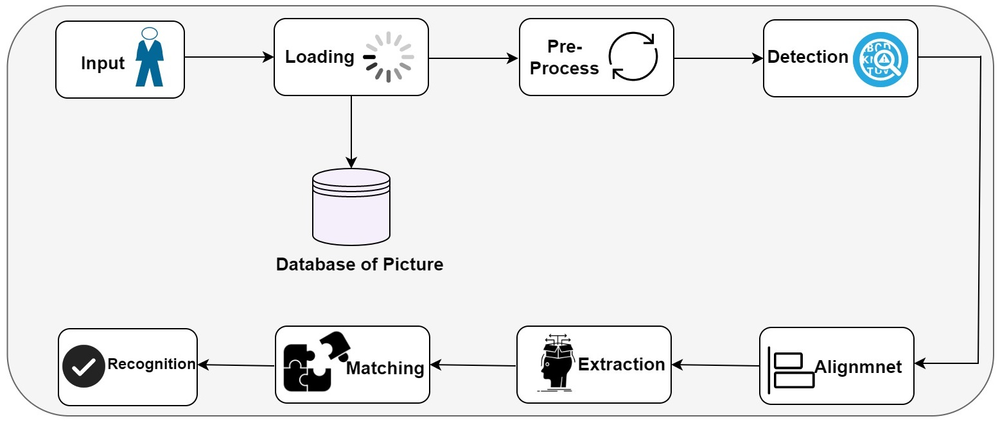 Input
Loading
Pre-
Process
Detection
Database of Picture
Recognition
Matching
Extraction
Alignmnet